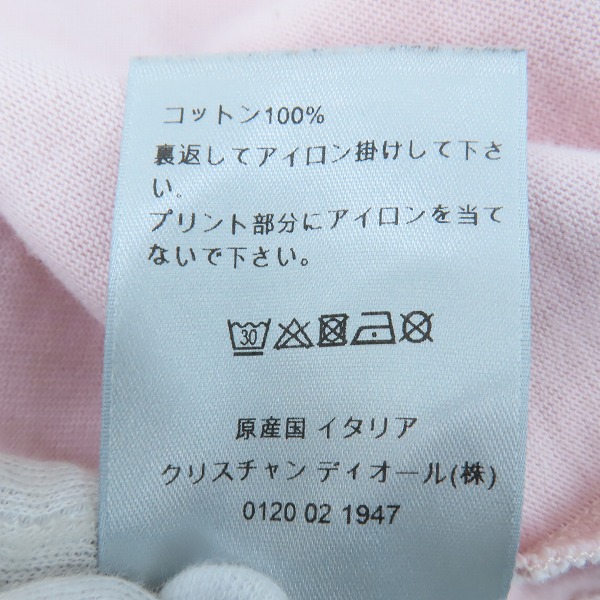 コットン100%
裏返してアイロン掛けして下さ
い。
プリント部分にアイロンを当て
ないで下さい。
30
原産国 イタリア
クリスチャン ディオール(株)
0120 02 1947